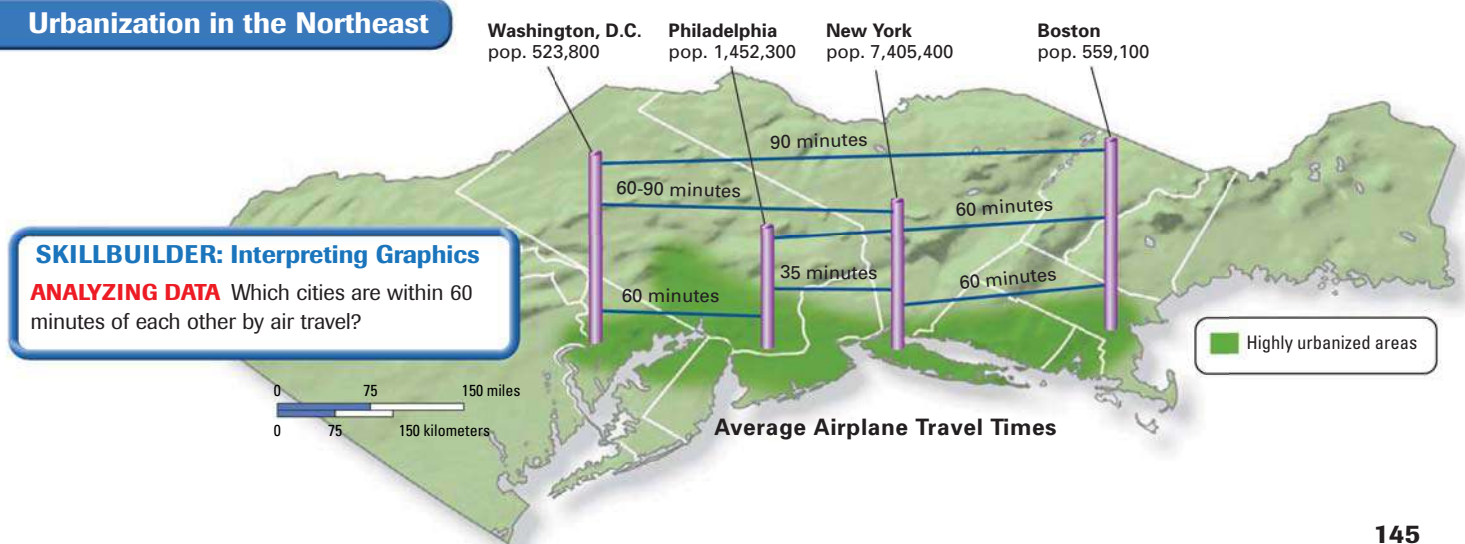 Urbanization in the Northeast
Washington, D.C.
pop. 523,800
Philadelphia
pop. 1,452,300
New York
pop. 7,405,400
Boston
pop. 559,100
90 minutes
60-90 minutes
60 minutes
35 minutes
60 minutes
60 minutes
SKILLBUILDER: Interpreting Graphics
ANALYZING DATA Which cities are within 60
minutes of each other by air travel?
Highly urbanized areas
0 75 150 miles
0 75 150 kilometers
Average Airplane Travel Times
145